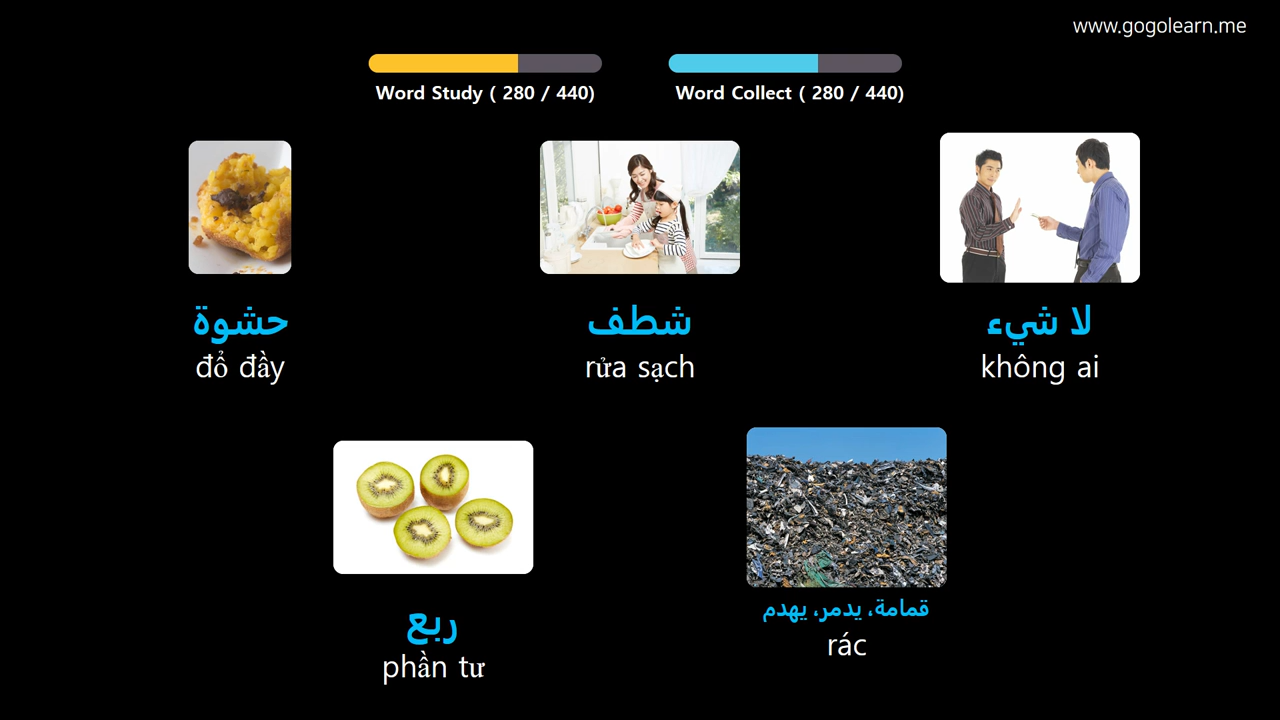 www.gogolearn.me
Word Study ( 280 / 440)
Word Collect ( 280 / 440)
حشوة
đổ đầy
شطف
rửa sạch
لا شيء
không ai
ربع
phần tư
قمامة، يدمر، يهدم
rác